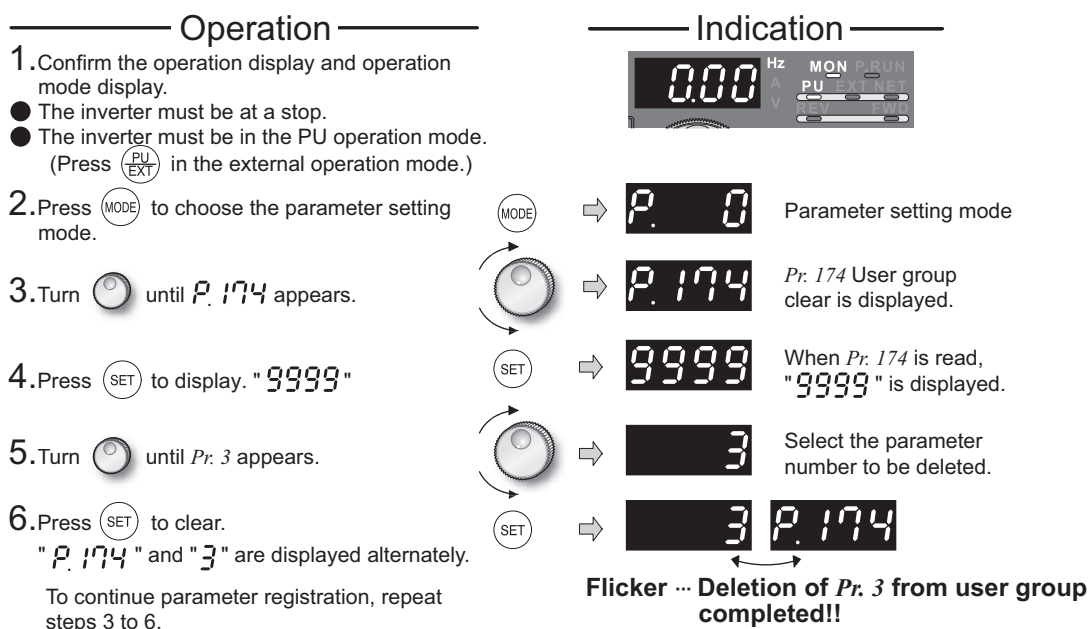 Operation
Indication
1.Confirm the operation display and operation
mode display.
● The inverter must be at a stop.
● The inverter must be in the PU operation mode.
(Press PU/EXT in the external operation mode.)
0.00 Hz A V MON P.RUN
PU EXT NET
REV FWD
2.Press MODE to choose the parameter setting
mode.
MODE
P. 0
Parameter setting mode
3.Turn until P. 174 appears.
P. 174
Pr. 174 User group
clear is displayed.
4.Press SET to display. " 9999 "
SET
9999
When Pr. 174 is read,
" 9999 " is displayed.
5.Turn until Pr. 3 appears.
3
Select the parameter
number to be deleted.
6.Press SET to clear.
" P. 174 " and " 3 " are displayed alternately.
To continue parameter registration, repeat
steps 3 to 6.
SET
3 P. 174
Flicker ··· Deletion of Pr. 3 from user group
completed!!